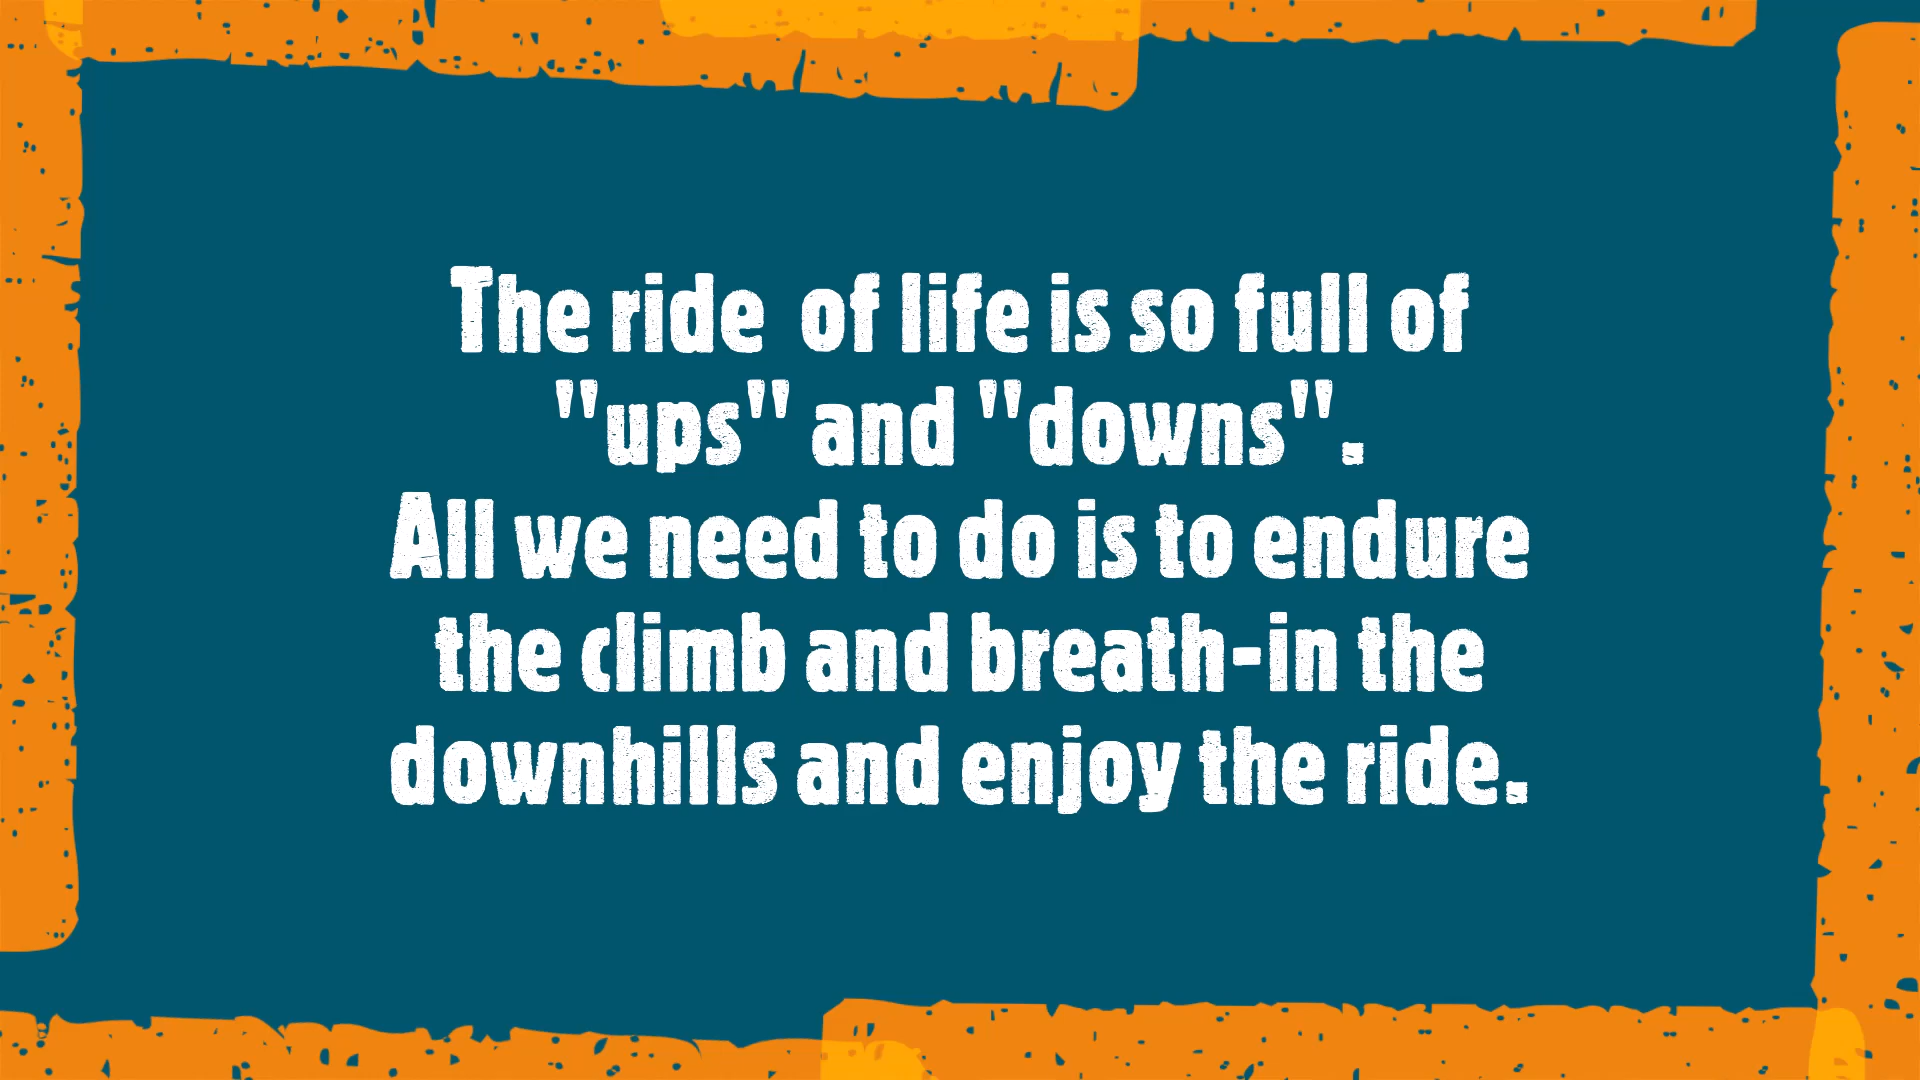 The ride  of life is so full of
"ups" and "downs".
All we need to do is to endure
the climb and breath-in the
downhills and enjoy the ride.